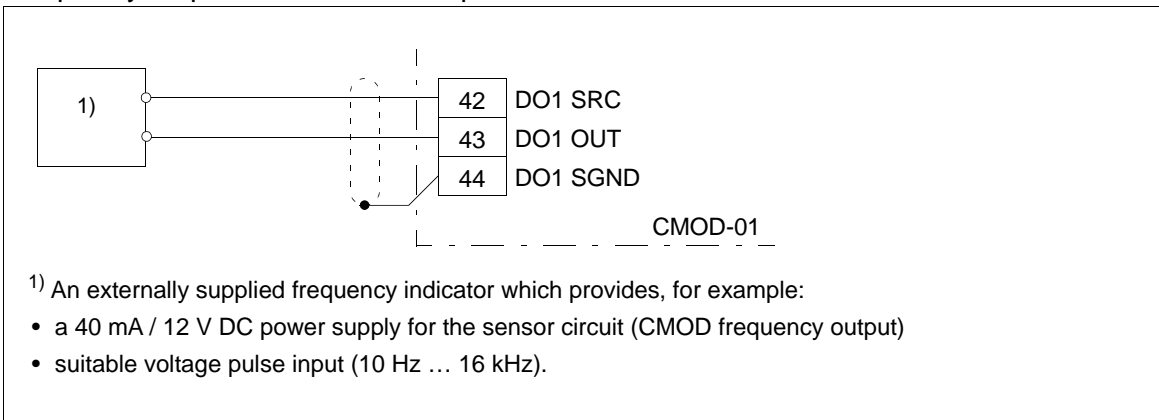 1)
42 DO1 SRC
43 DO1 OUT
44 DO1 SGND
CMOD-01
1) An externally supplied frequency indicator which provides, for example:
• a 40 mA / 12 V DC power supply for the sensor circuit (CMOD frequency output)
• suitable voltage pulse input (10 Hz … 16 kHz).